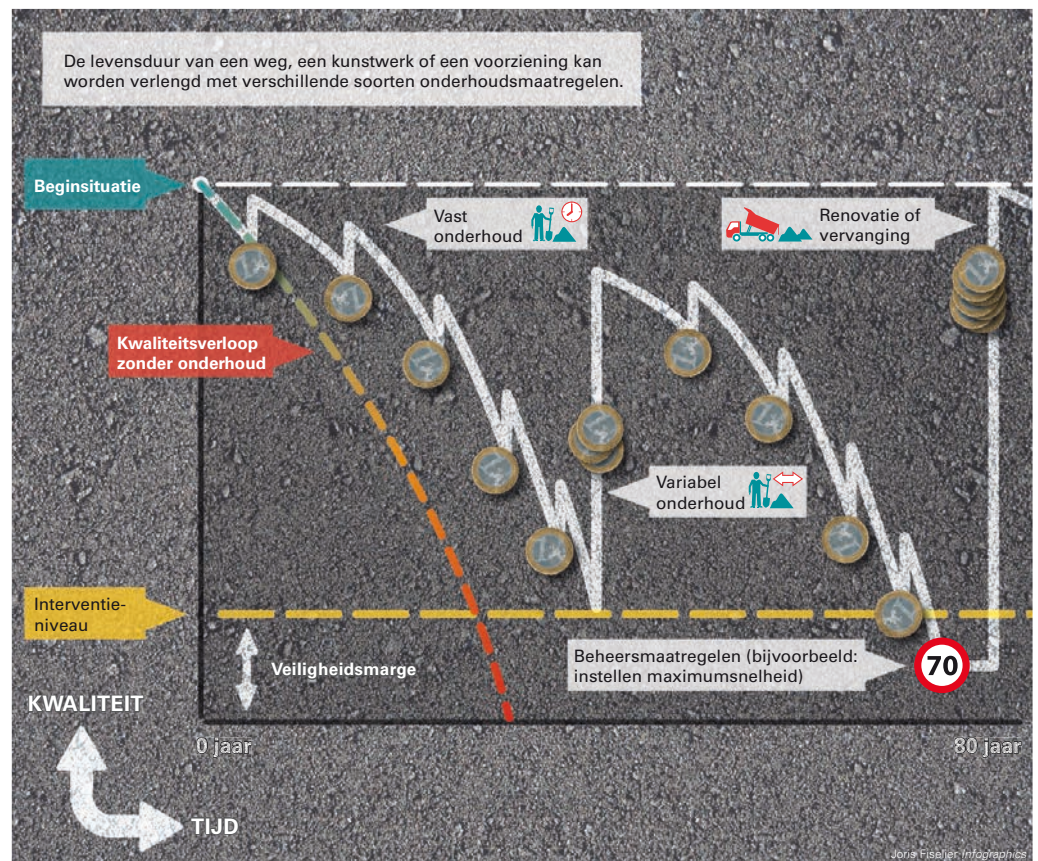 De levensduur van een weg, een kunstwerk of een voorziening kan
worden verlengd met verschillende soorten onderhoudsmaatregelen.
Beginsituatie
Vast
onderhoud
Renovatie of
vervanging
Kwaliteitsverloop
zonder onderhoud
Variabel
onderhoud
Interventie-
niveau
Veiligheidsmarge
Beheersmaatregelen (bijvoorbeeld:
instellen maximumsnelheid)
70
KWALITEIT
0 jaar
80 jaar
TIJD
Joris Fiselier Infographics